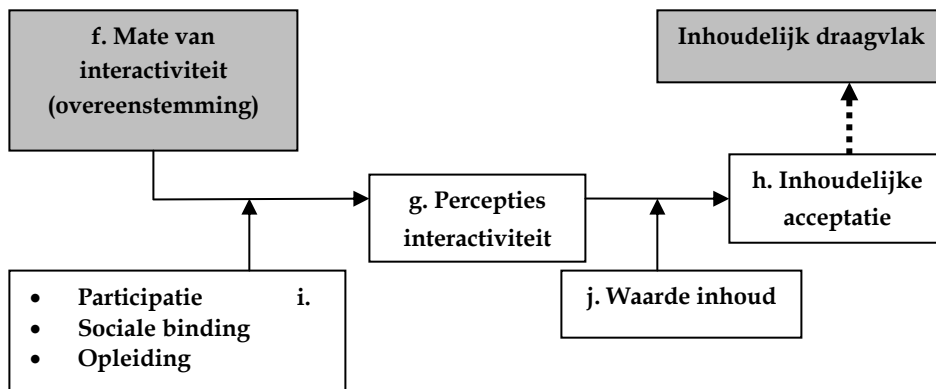 f. Mate van
interactiviteit
(overeenstemming)
Inhoudelijk draagvlak
g. Percepties
interactiviteit
h. Inhoudelijke
acceptatie
• Participatie i.
• Sociale binding
• Opleiding
j. Waarde inhoud